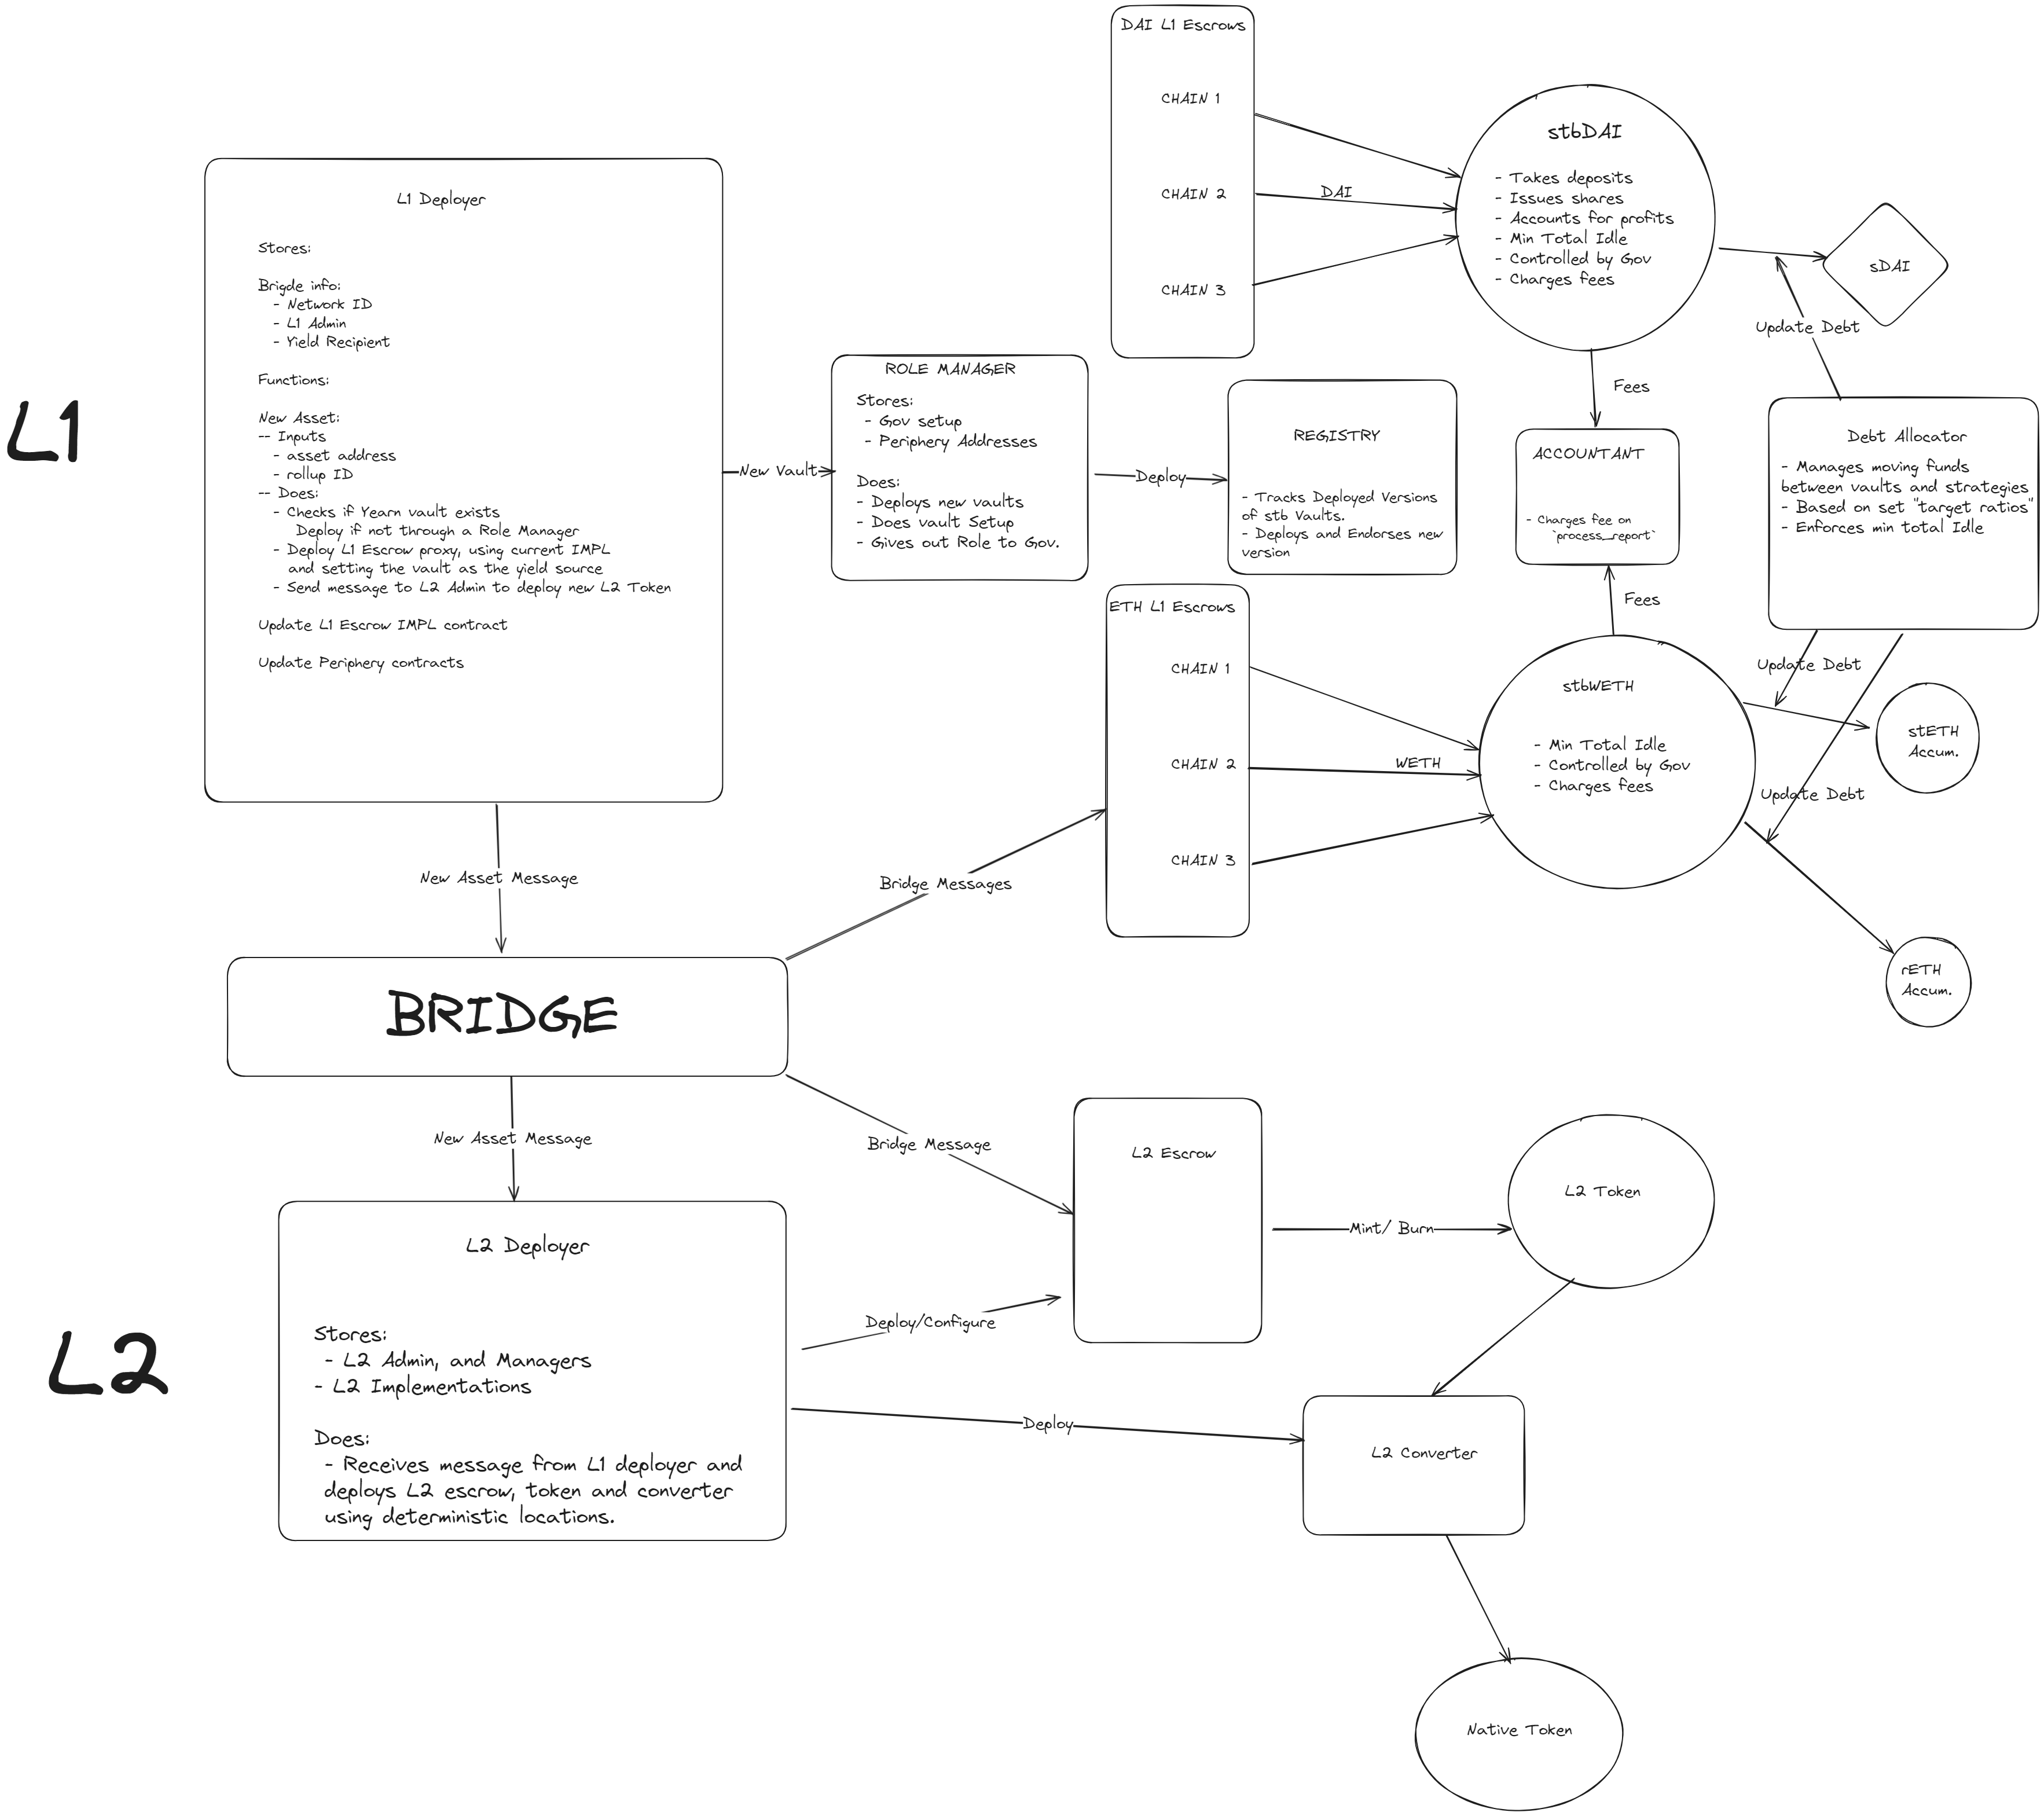 L1
L1 Deployer
Stores:
Brigde info:
- Network ID
- L1 Admin
- Yield Recipient
Functions:
New Asset:
-- Inputs
- asset address
- rollup ID
-- Does:
- Checks if Yearn vault exists
Deploy if not through a Role Manager
- Deploy L1 Escrow proxy, using current IMPL
and setting the vault as the yield source
- Send message to L2 Admin to deploy new L2 Token
Update L1 Escrow IMPL contract
Update Periphery contracts
New Vault
ROLE MANAGER
Stores:
- Gov setup
- Periphery Addresses
Does:
- Deploys new vaults
- Does vault Setup
- Gives out Role to Gov.
Deploy
REGISTRY
- Tracks Deployed Versions
of stb Vaults.
- Deploys and Endorses new
version
DAI L1 Escrows
CHAIN 1
CHAIN 2
CHAIN 3
DAI
stbDAI
- Takes deposits
- Issues shares
- Accounts for profits
- Min Total Idle
- Controlled by Gov
- Charges fees
sDAI
Update Debt
Fees
ACCOUNTANT
- Charges fee on
`process_report`
Fees
Debt Allocator
- Manages moving funds
between vaults and strategies
- Based on set "target ratios"
- Enforces min total Idle
Update Debt
Update Debt
ETH L1 Escrows
CHAIN 1
CHAIN 2
CHAIN 3
WETH
stbWETH
- Min Total Idle
- Controlled by Gov
- Charges fees
stETH
Accum.
rETH
Accum.
New Asset Message
Bridge Messages
BRIDGE
New Asset Message
Bridge Message
L2
L2 Deployer
Stores:
- L2 Admin, and Managers
- L2 Implementations
Does:
- Receives message from L1 deployer and
deploys L2 escrow, token and converter
using deterministic locations.
Deploy/Configure
Deploy
L2 Escrow
Mint/ Burn
L2 Token
L2 Converter
Native Token